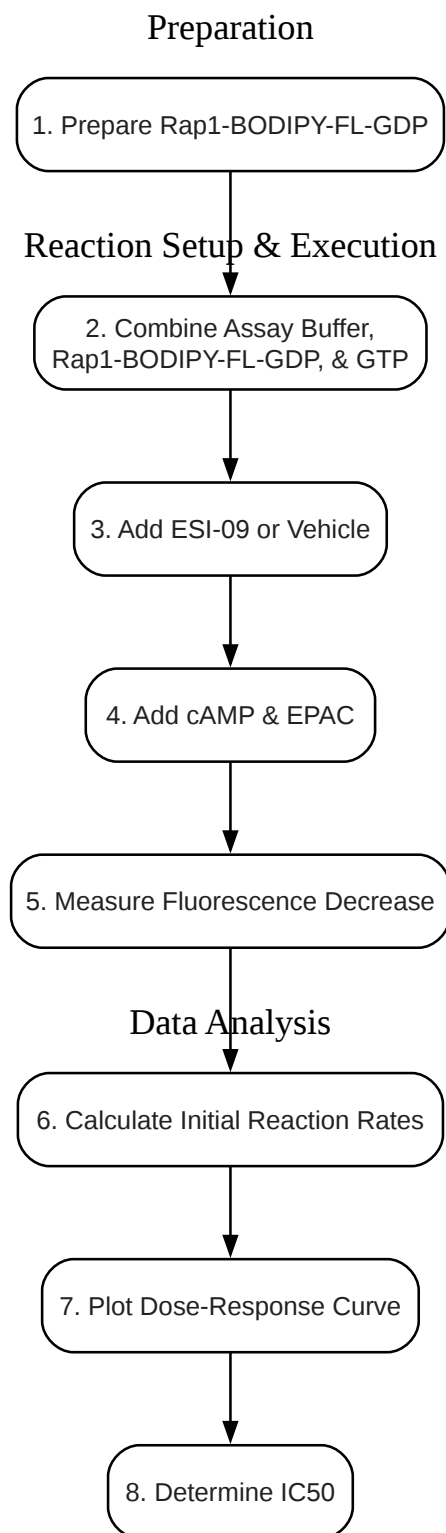 Preparation
1. Prepare Rap1-BODIPY-FL-GDP
Reaction Setup & Execution
2. Combine Assay Buffer,
Rap1-BODIPY-FL-GDP, & GTP
3. Add ESI-09 or Vehicle
4. Add cAMP & EPAC
5. Measure Fluorescence Decrease
Data Analysis
6. Calculate Initial Reaction Rates
7. Plot Dose-Response Curve
8. Determine IC50